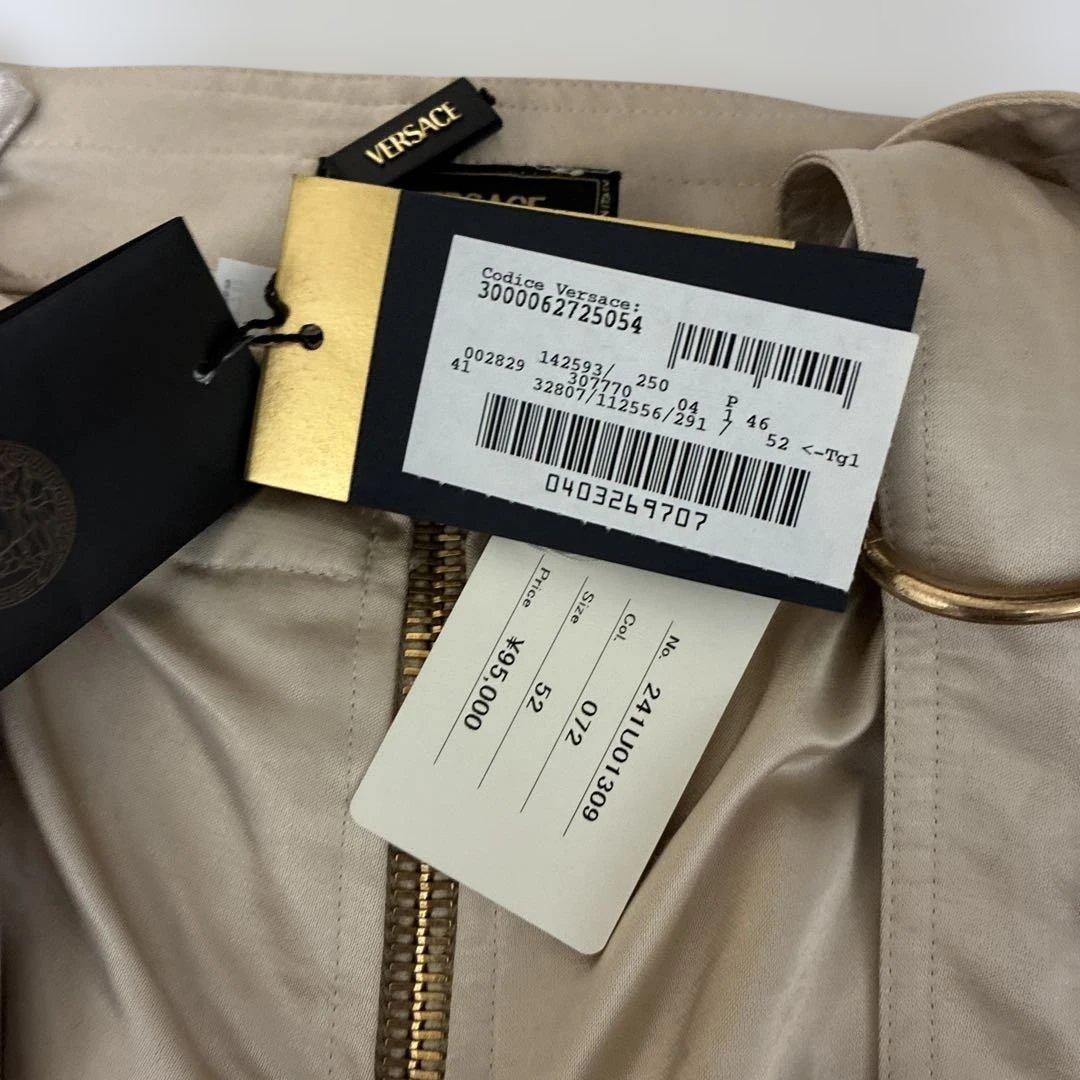 VERSACE
Codice Versace:
3000062725054
002829 142593/ 250 P
41 307770 04 1 46
32807/112556/291 / 52 <-Tgl
0403269707
No. 241U01309
Col. 072
Size 52
Price ¥95,000